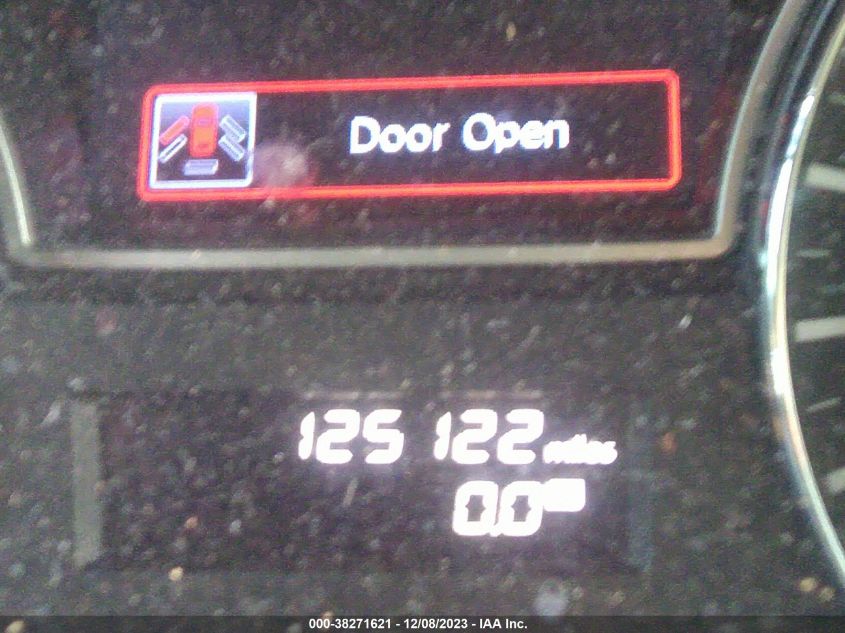 Door Open
125 122 miles
0.0
000-38271621 - 12/08/2023 - IAA Inc.